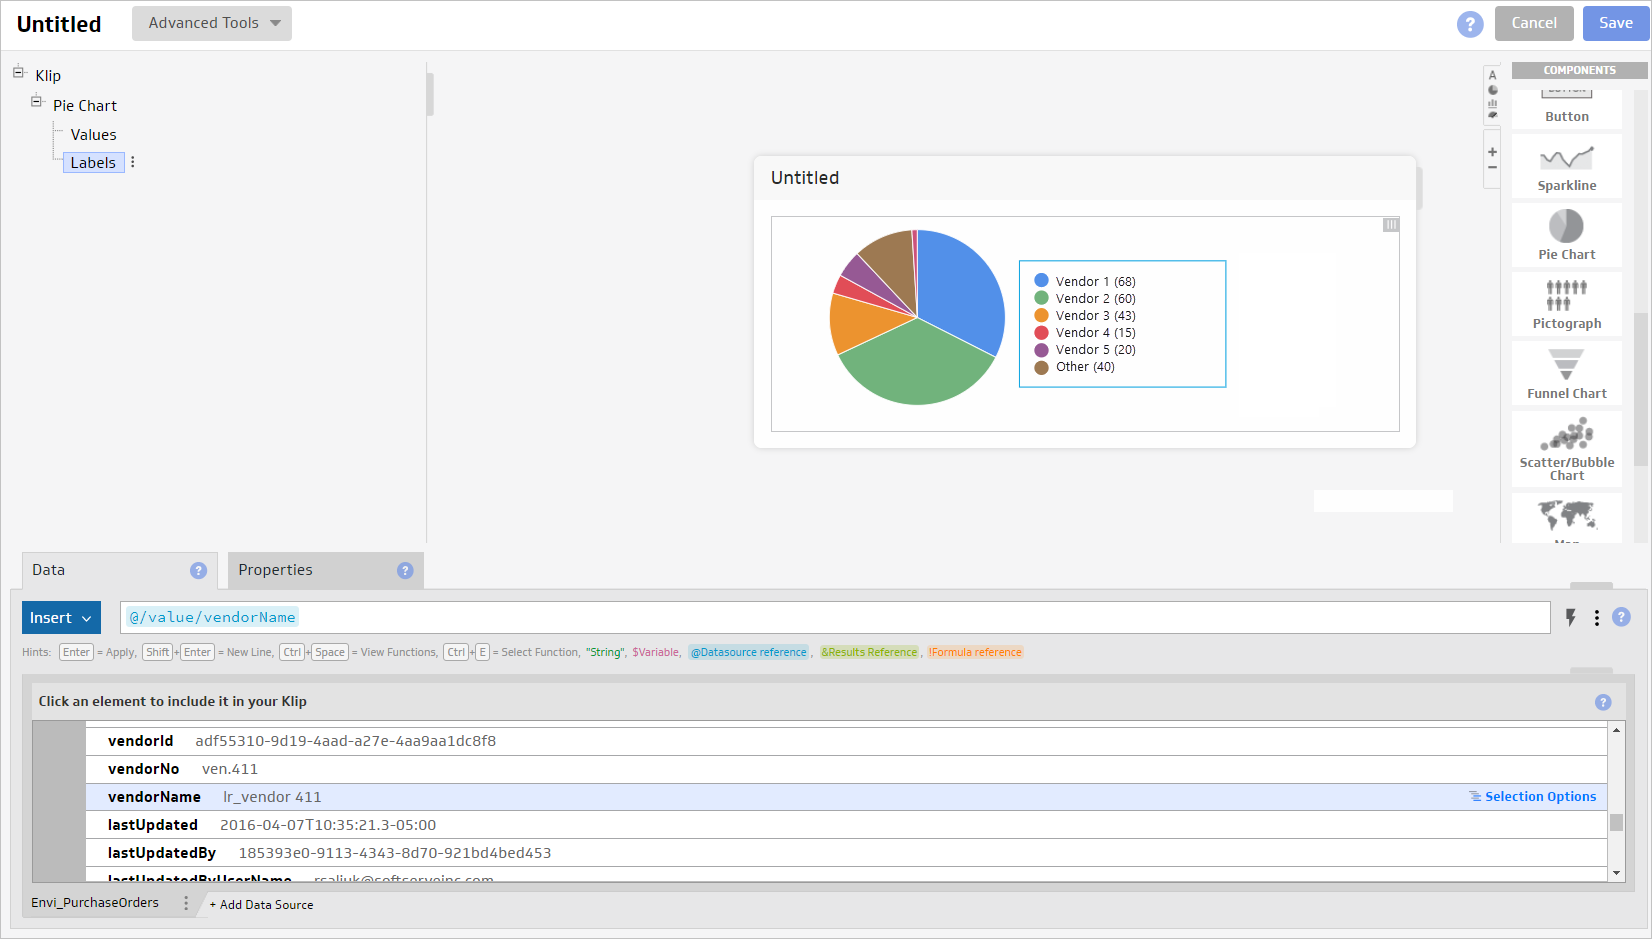 Untitled
Advanced Tools
?
Cancel
Save
Klip
Pie Chart
Values
Labels
A
+
−
Untitled
Vendor 1 (68)
Vendor 2 (60)
Vendor 3 (43)
Vendor 4 (15)
Vendor 5 (20)
Other (40)
COMPONENTS
Button
Sparkline
Pie Chart
Pictograph
Funnel Chart
Scatter/Bubble
Chart
Data ?
Properties ?
Insert
@/value/vendorName
?
Hints: Enter = Apply, Shift + Enter = New Line, Ctrl + Space = View Functions, Ctrl + E = Select Function, "String", $Variable, @Datasource reference, &Results Reference, !Formula reference
Click an element to include it in your Klip ?
vendorId adf55310-9d19-4aad-a27e-4aa9aa1dc8f8
vendorNo ven.411
vendorName lr_vendor 411
Selection Options
lastUpdated 2016-04-07T10:35:21.3-05:00
lastUpdatedBy 185393e0-9113-4343-8d70-921bd4bed453
lastUpdatedByUserName
Envi_PurchaseOrders
+ Add Data Source